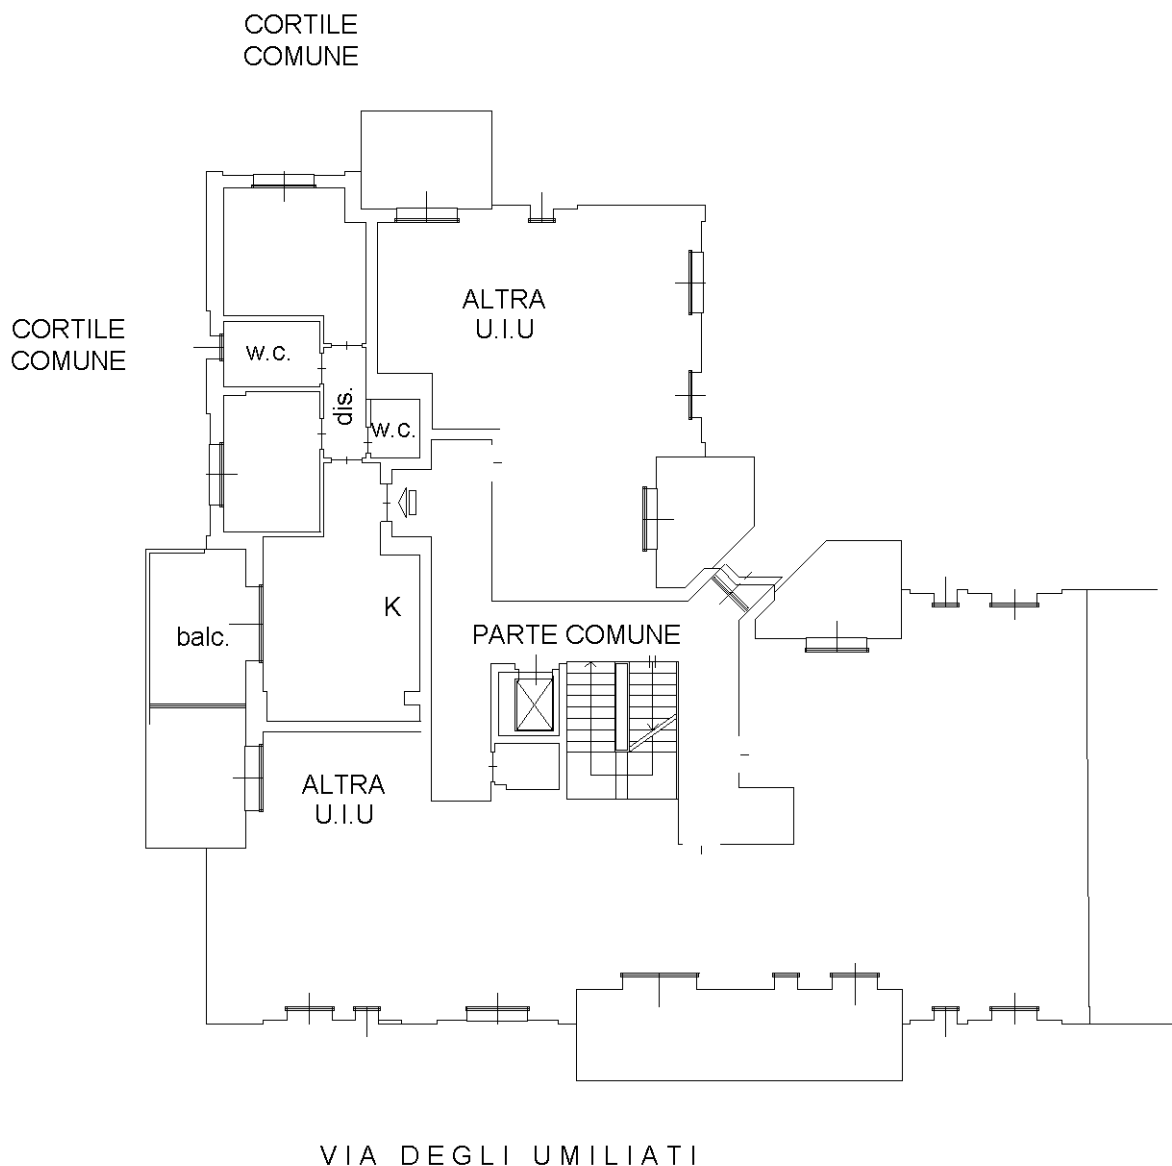 CORTILE
COMUNE
ALTRA
U.I.U
CORTILE
COMUNE
w.c.
dis.
w.c.
K
balc.
PARTE COMUNE
ALTRA
U.I.U
VIA DEGLI UMILIATI